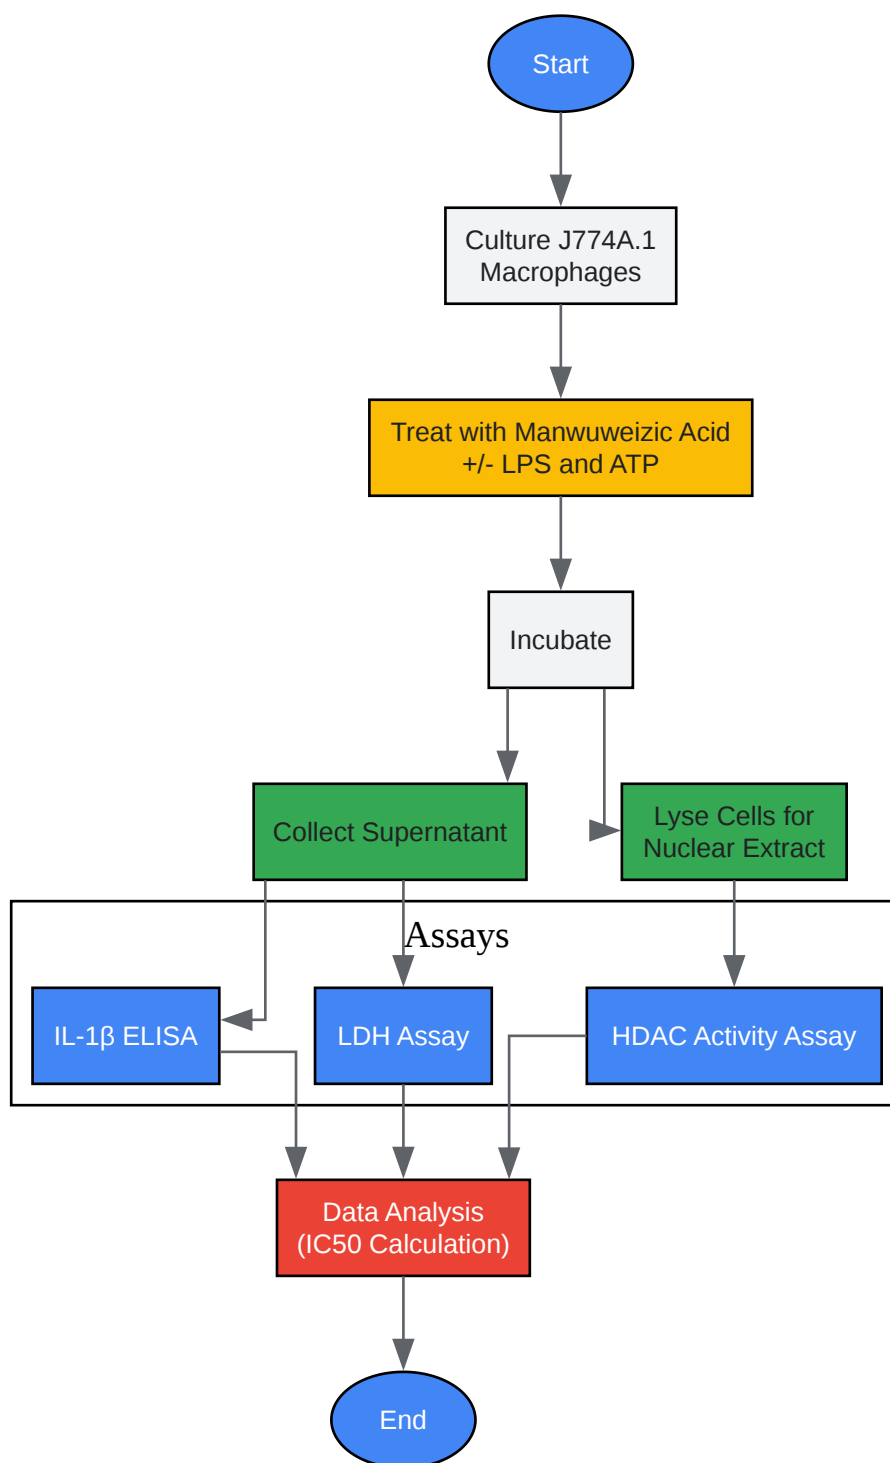 Start
Culture J774A.1
Macrophages
Treat with Manwuweizic Acid
+/- LPS and ATP
Incubate
Collect Supernatant
Lyse Cells for
Nuclear Extract
Assays
IL-1β ELISA
LDH Assay
HDAC Activity Assay
Data Analysis
(IC50 Calculation)
End